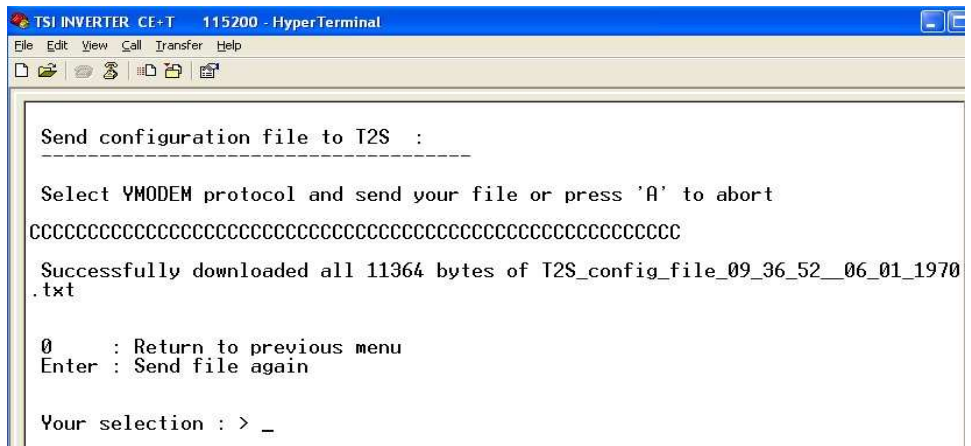 TSI INVERTER CE+T 115200 - HyperTerminal
File Edit View Call Transfer Help
Send configuration file to T2S :
-------------------------------------
Select YMODEM protocol and send your file or press 'A' to abort
CCCCCCCCCCCCCCCCCCCCCCCCCCCCCCCCCCCCCCCCCCCCCCCCCCCCCCCC
Successfully downloaded all 11364 bytes of T2S_config_file_09_36_52__06_01_1970
.txt
0 : Return to previous menu
Enter : Send file again
Your selection : > _